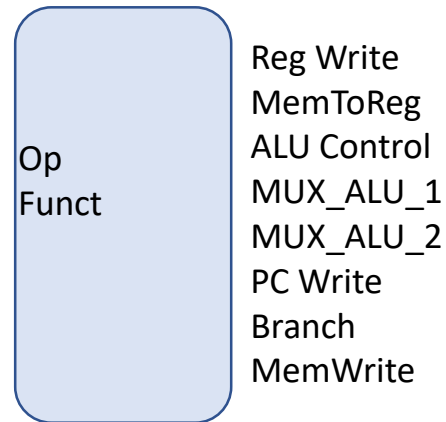 Op
Funct
Reg Write
MemToReg
ALU Control
MUX_ALU_1
MUX_ALU_2
PC Write
Branch
MemWrite